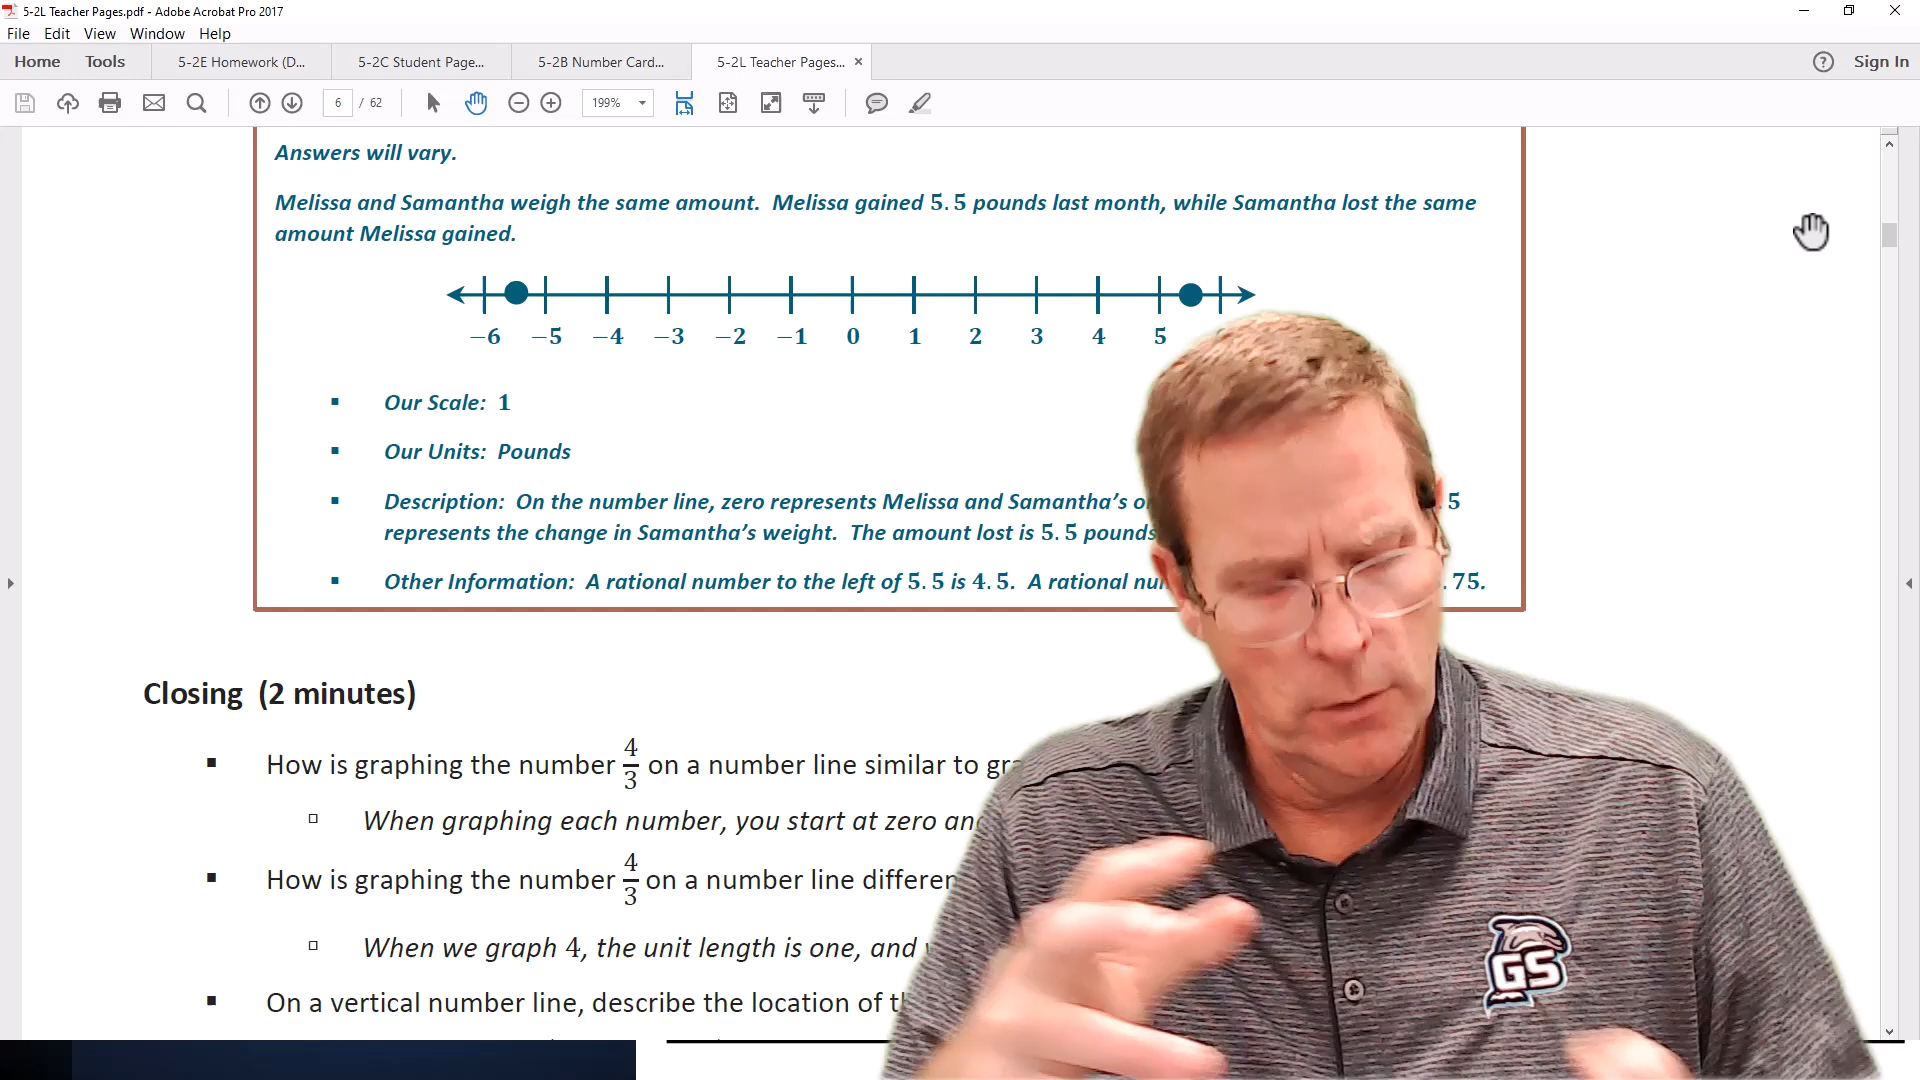 5-2L Teacher Pages.pdf - Adobe Acrobat Pro 2017
File Edit View Window Help
Home Tools 5-2E Homework (D... 5-2C Student Page... 5-2B Number Card... 5-2L Teacher Pages... × Sign In
6 / 62 199%
Answers will vary.
Melissa and Samantha weigh the same amount. Melissa gained 5.5 pounds last month, while Samantha lost the same
amount Melissa gained.
−6 −5 −4 −3 −2 −1 0 1 2 3 4 5
▪ Our Scale: 1
▪ Our Units: Pounds
▪ Description: On the number line, zero represents Melissa and Samantha's .5
represents the change in Samantha's weight. The amount lost is 5.5 pounds
▪ Other Information: A rational number to the left of 5.5 is 4.5. A rational .75.
Closing (2 minutes)
▪ How is graphing the number 4/3 on a number line similar to
▫ When graphing each number, you start at zero
▪ How is graphing the number 4/3 on a number line
▫ When we graph 4, the unit length is one, and
▪ On a vertical number line, describe the location of
GS